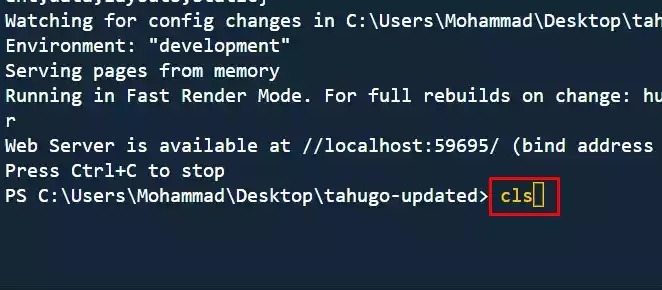 Watching for config changes in C:\Users\Mohammad\Desktop\tah
Environment: "development"
Serving pages from memory
Running in Fast Render Mode. For full rebuilds on change: hu
r
Web Server is available at //localhost:59695/ (bind address
Press Ctrl+C to stop
PS C:\Users\Mohammad\Desktop\tahugo-updated> cls